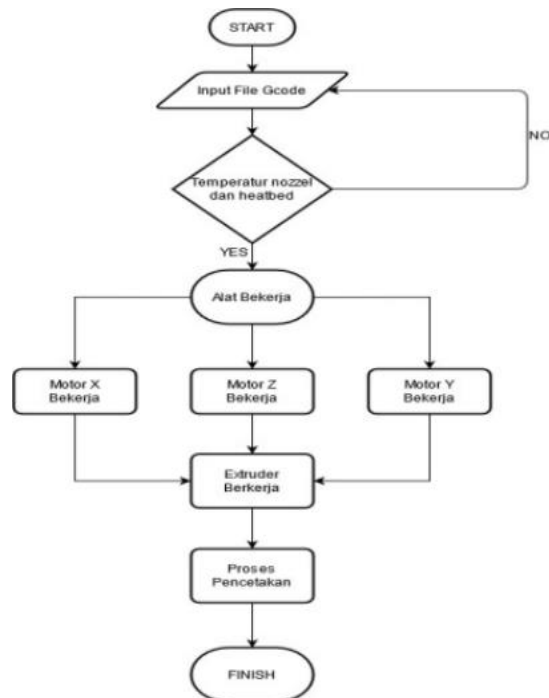 START
Input File Gcode
NO
Temperatur nozzel
dan heatbed
YES
Alat Bekerja
Motor X
Bekerja
Motor Z
Bekerja
Motor Y
Bekerja
Extruder
Berkerja
Proses
Pencetakan
FINISH